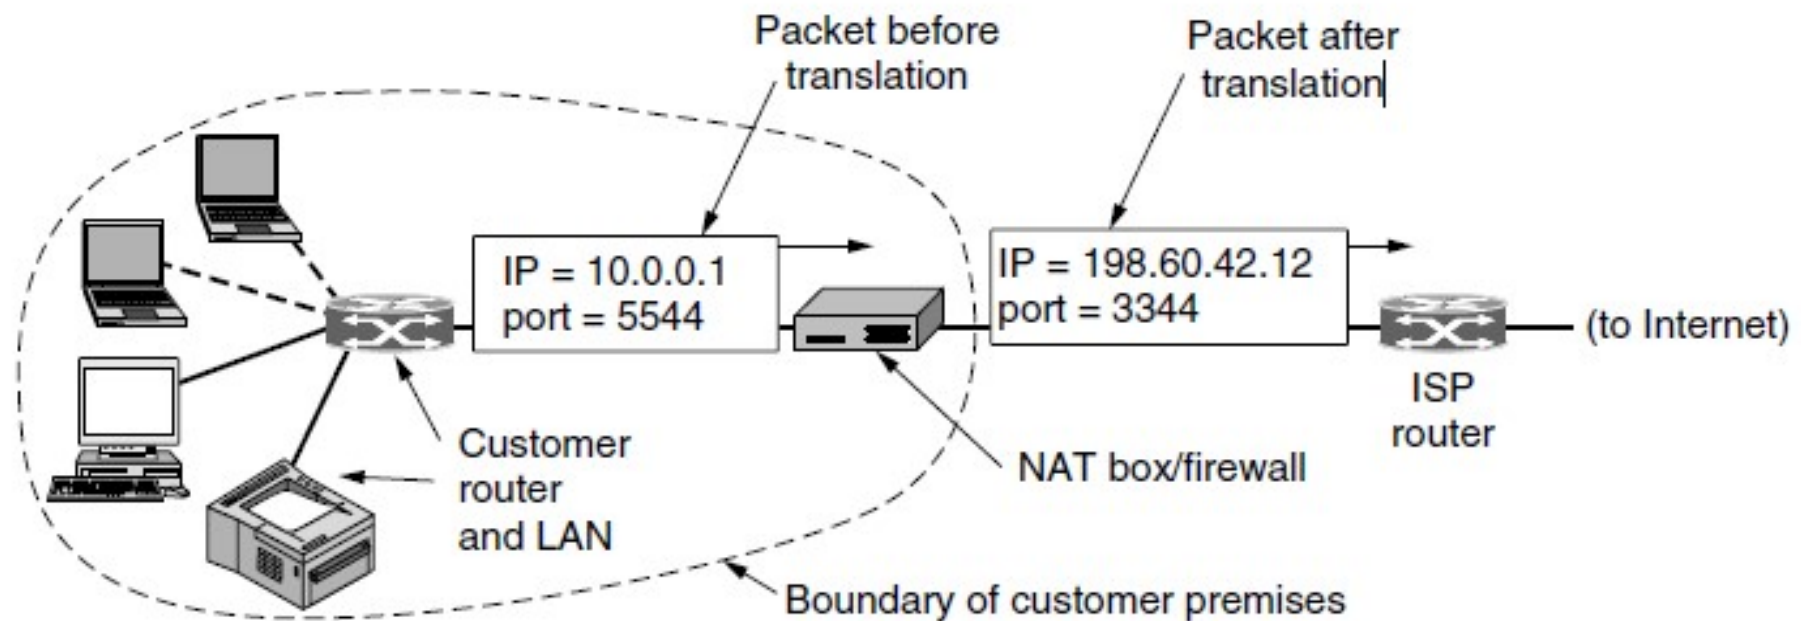 Packet before
translation
Packet after
translation
IP = 10.0.0.1
port = 5544
IP = 198.60.42.12
port = 3344
(to Internet)
ISP
router
Customer
router
and LAN
NAT box/firewall
Boundary of customer premises